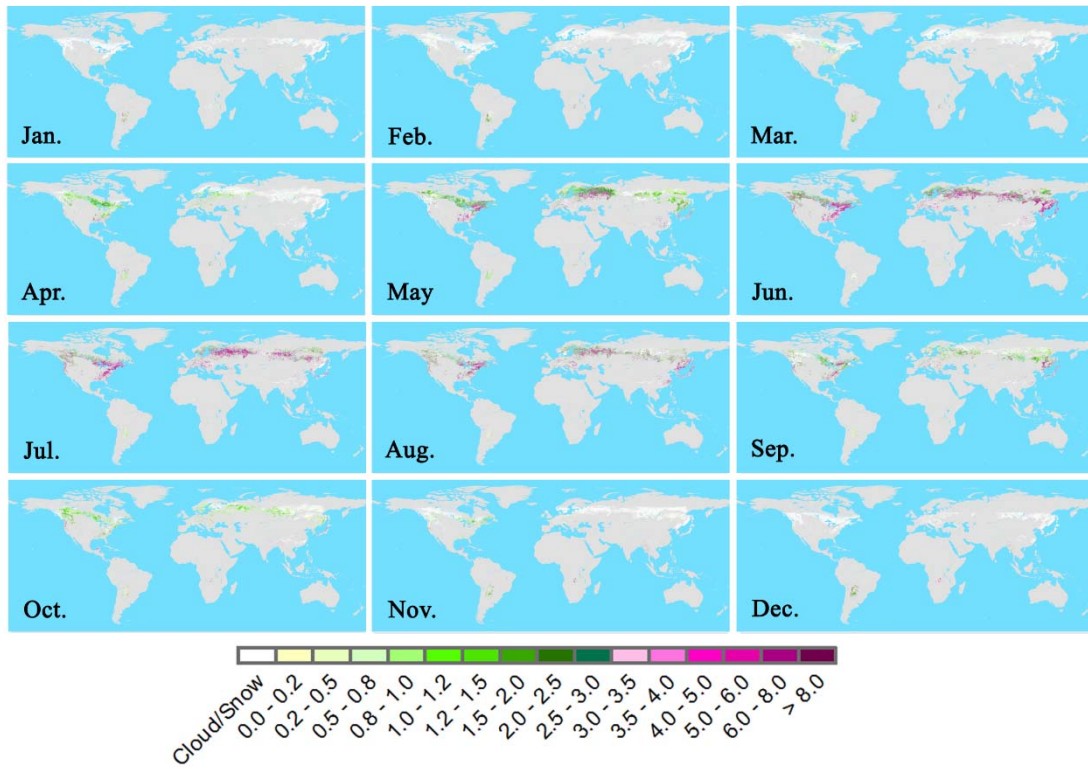 Jan.
Feb.
Mar.
Apr.
May
Jun.
Jul.
Aug.
Sep.
Oct.
Nov.
Dec.
Cloud/Snow
0.0 - 0.2
0.2 - 0.5
0.5 - 0.8
0.8 - 1.0
1.0 - 1.2
1.2 - 1.5
1.5 - 2.0
2.0 - 2.5
2.5 - 3.0
3.0 - 3.5
3.5 - 4.0
4.0 - 5.0
5.0 - 6.0
6.0 - 8.0
> 8.0